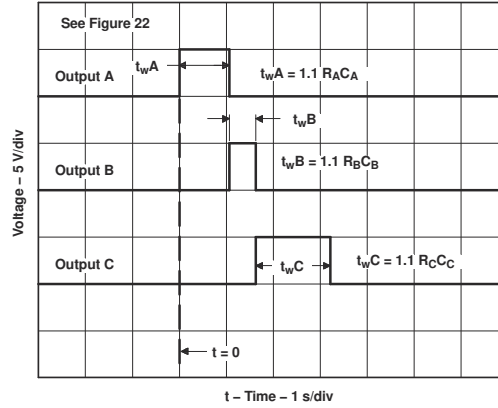 See Figure 22
Output A
twA
twA = 1.1 RACA
twB
Output B
twB = 1.1 RBCB
Output C
twC
twC = 1.1 RCCC
t = 0
Voltage – 5 V/div
t – Time – 1 s/div